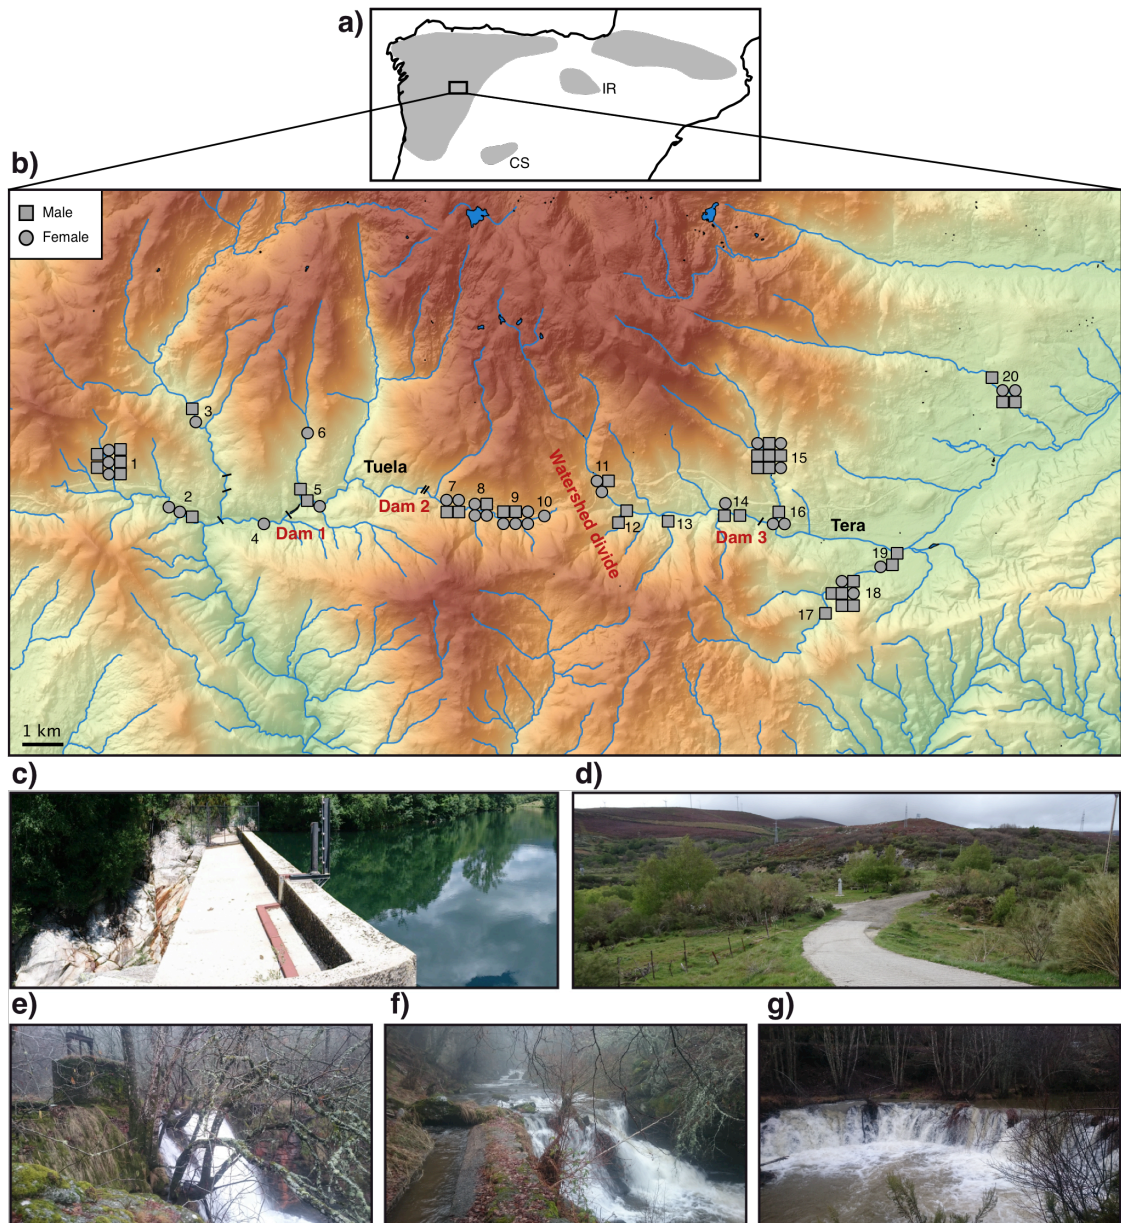 a)
IR
CS
b)
Male
Female
20
3
6
1
15
Tuela
11
Watershed divide
7
8
9
10
5
2
Dam 2
14
16
12
13
4
Dam 1
Dam 3
Tera
19
18
17
1 km
c)
d)
e)
f)
g)